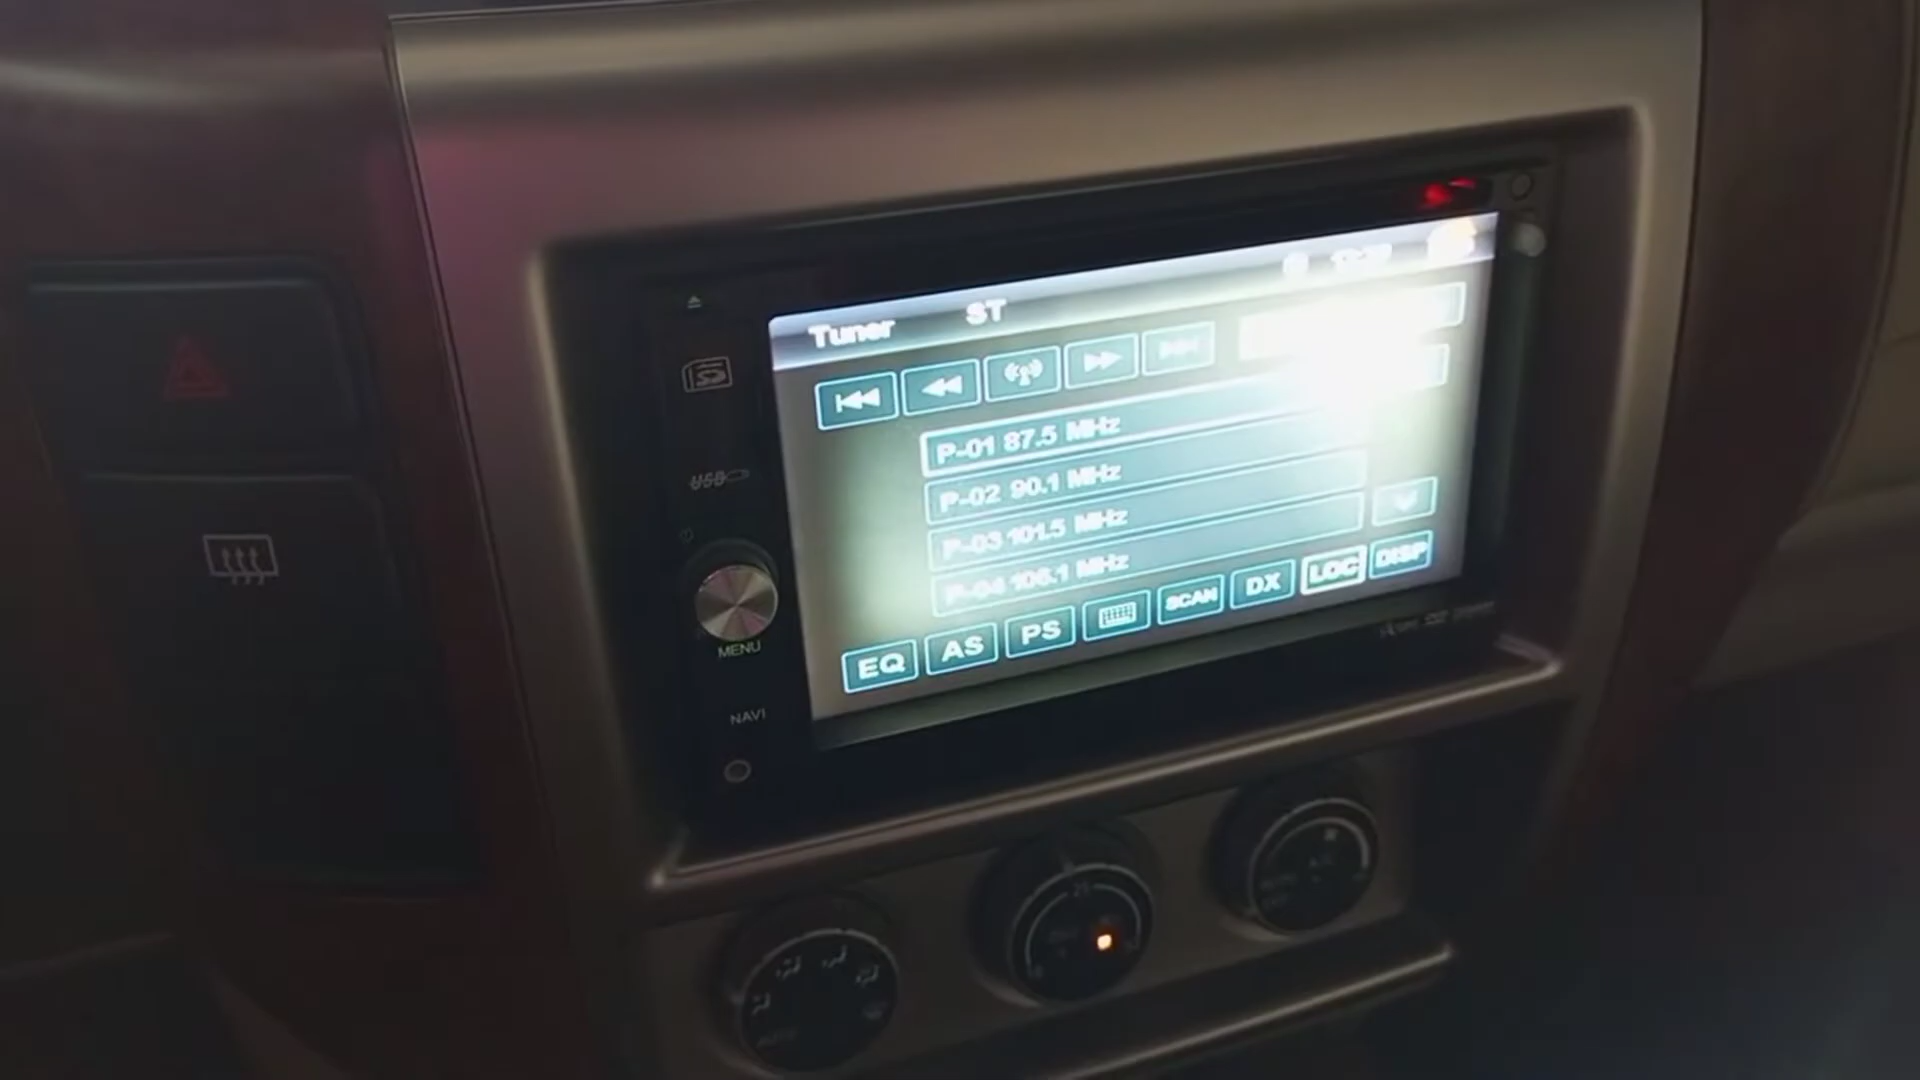 Tuner ST
P-01 87.5 MHz
P-02 90.1 MHz
P-03 101.5 MHz
P-04 106.1 MHz
EQ AS PS SCAN DX LOC DISP
USB
MENU
NAVI
25